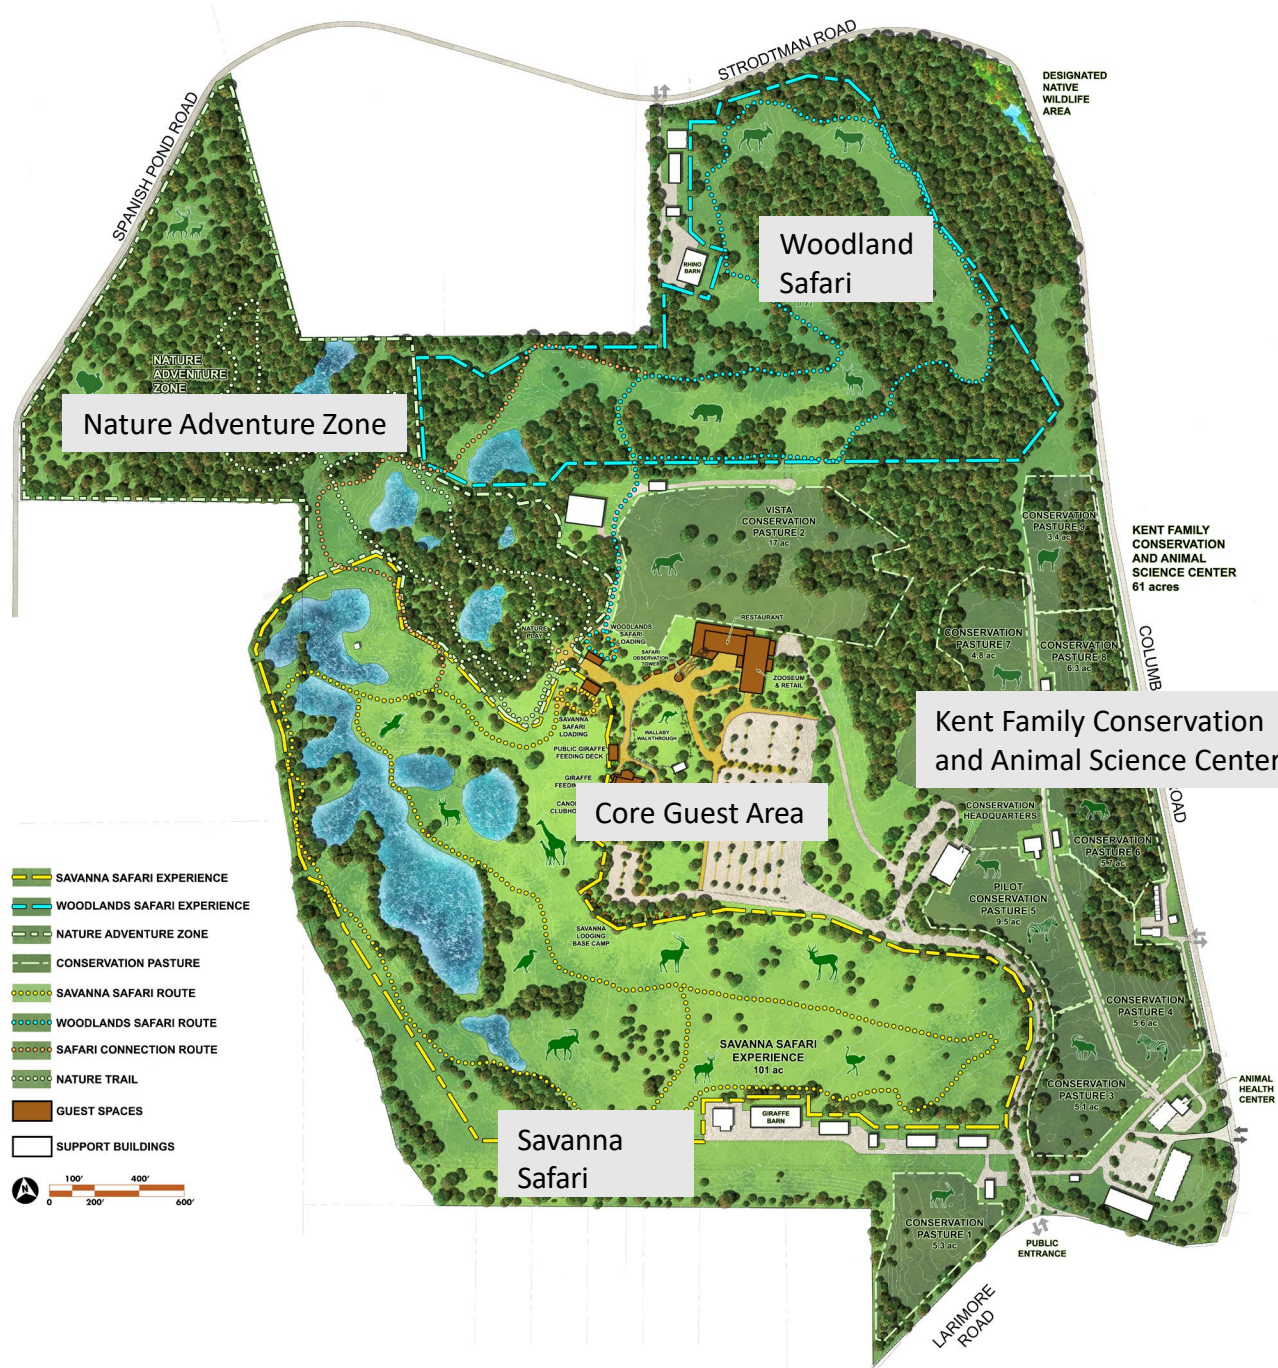 STRODTMAN ROAD
SPANISH POND ROAD
DESIGNATED
NATIVE
WILDLIFE
AREA
Woodland
Safari
RHINO
BARN
NATURE
ADVENTURE
ZONE
Nature Adventure Zone
VISTA
CONSERVATION
PASTURE 2
17 ac
CONSERVATION
PASTURE 9
3.4 ac
KENT FAMILY
CONSERVATION
AND ANIMAL
SCIENCE CENTER
61 acres
NATURE
PLAY
WOODLANDS
SAFARI
LOADING
SAFARI
OBSERVATION
TOWER
RESTAURANT
ZOOSEUM
& RETAIL
CONSERVATION
PASTURE 7
4.8 ac
CONSERVATION
PASTURE 8
6.3 ac
COLUMB
ROAD
SAVANNA
SAFARI
LOADING
WALLABY
WALKTHROUGH
PUBLIC GIRAFFE
FEEDING DECK
GIRAFFE
FEEDING
CANO
CLUBHO
Kent Family Conservation
and Animal Science Center
Core Guest Area
CONSERVATION
HEADQUARTERS
CONSERVATION
PASTURE 6
5.7 ac
PILOT
CONSERVATION
PASTURE 5
9.5 ac
SAVANNA
LODGING
BASE CAMP
CONSERVATION
PASTURE 4
5.6 ac
SAVANNA SAFARI
EXPERIENCE
101 ac
CONSERVATION
PASTURE 3
5.1 ac
ANIMAL
HEALTH
CENTER
GIRAFFE
BARN
Savanna
Safari
CONSERVATION
PASTURE 1
5.3 ac
PUBLIC
ENTRANCE
LARIMORE
ROAD
SAVANNA SAFARI EXPERIENCE
WOODLANDS SAFARI EXPERIENCE
NATURE ADVENTURE ZONE
CONSERVATION PASTURE
SAVANNA SAFARI ROUTE
WOODLANDS SAFARI ROUTE
SAFARI CONNECTION ROUTE
NATURE TRAIL
GUEST SPACES
SUPPORT BUILDINGS
N
100' 400'
0 200' 600'